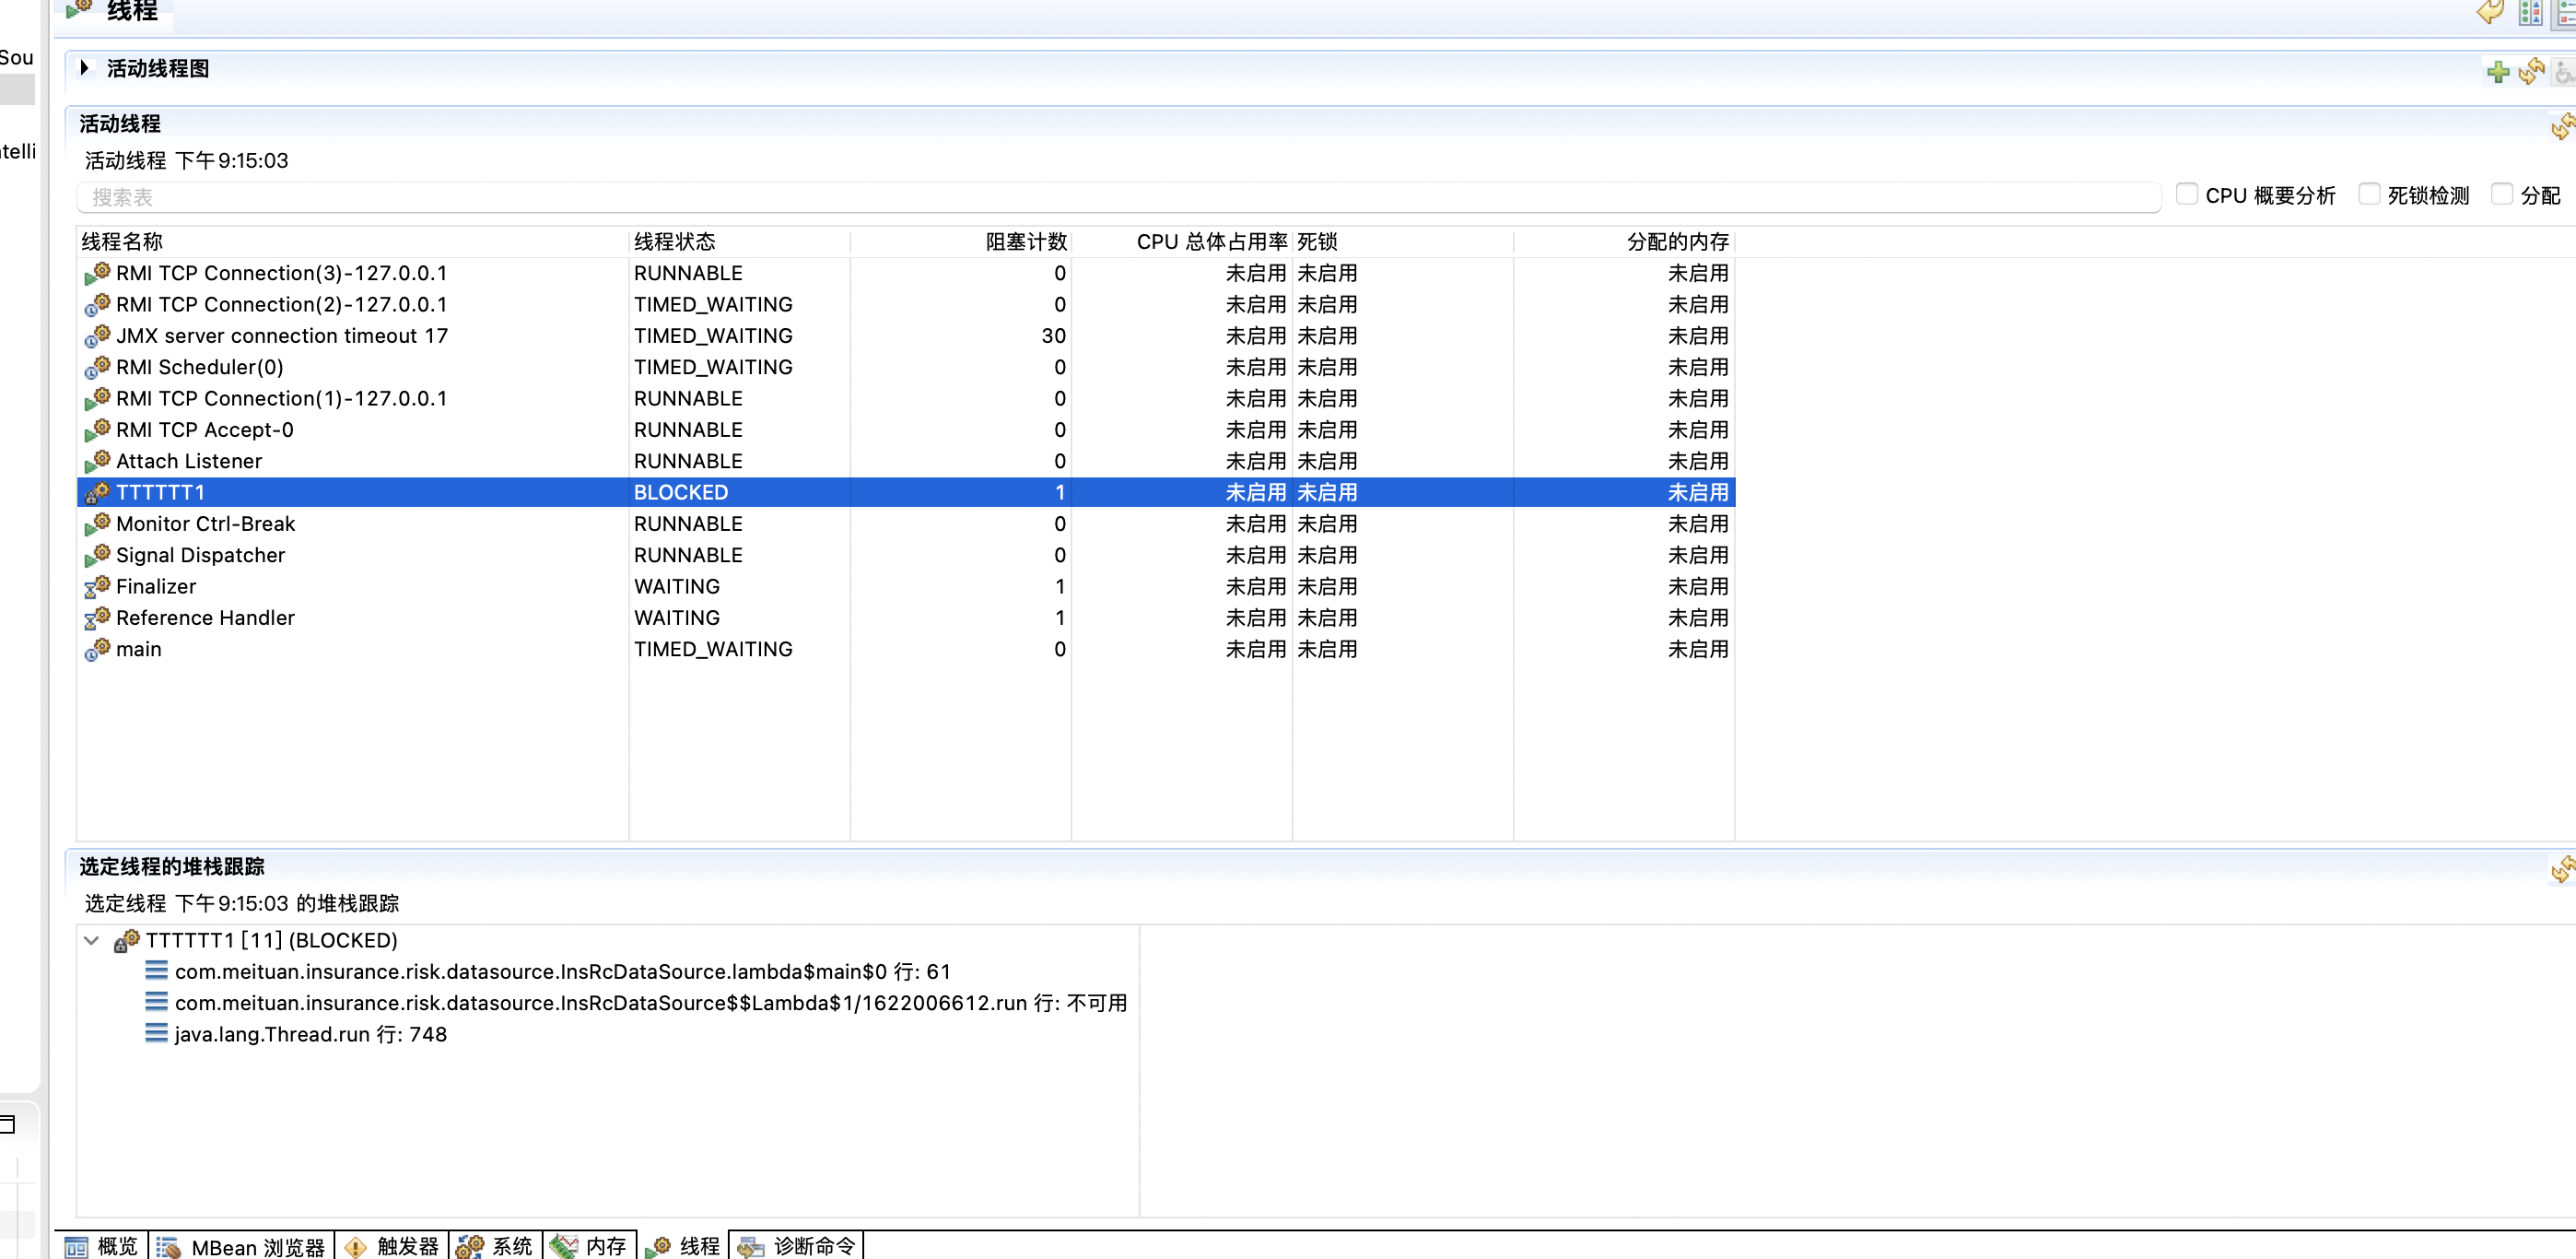 线程
Sou
活动线程图
活动线程
ntelli
活动线程 下午9:15:03
搜索表
CPU 概要分析 死锁检测 分配
线程名称 线程状态 阻塞计数 CPU 总体占用率 死锁 分配的内存
RMI TCP Connection(3)-127.0.0.1 RUNNABLE 0 未启用 未启用 未启用
RMI TCP Connection(2)-127.0.0.1 TIMED_WAITING 0 未启用 未启用 未启用
JMX server connection timeout 17 TIMED_WAITING 30 未启用 未启用 未启用
RMI Scheduler(0) TIMED_WAITING 0 未启用 未启用 未启用
RMI TCP Connection(1)-127.0.0.1 RUNNABLE 0 未启用 未启用 未启用
RMI TCP Accept-0 RUNNABLE 0 未启用 未启用 未启用
Attach Listener RUNNABLE 0 未启用 未启用 未启用
TTTTTT1 BLOCKED 1 未启用 未启用 未启用
Monitor Ctrl-Break RUNNABLE 0 未启用 未启用 未启用
Signal Dispatcher RUNNABLE 0 未启用 未启用 未启用
Finalizer WAITING 1 未启用 未启用 未启用
Reference Handler WAITING 1 未启用 未启用 未启用
main TIMED_WAITING 0 未启用 未启用 未启用
选定线程的堆栈跟踪
选定线程 下午9:15:03 的堆栈跟踪
TTTTTT1 [11] (BLOCKED)
com.meituan.insurance.risk.datasource.InsRcDataSource.lambda$main$0 行: 61
com.meituan.insurance.risk.datasource.InsRcDataSource$$Lambda$1/1622006612.run 行: 不可用
java.lang.Thread.run 行: 748
概览 MBean 浏览器 触发器 系统 内存 线程 诊断命令